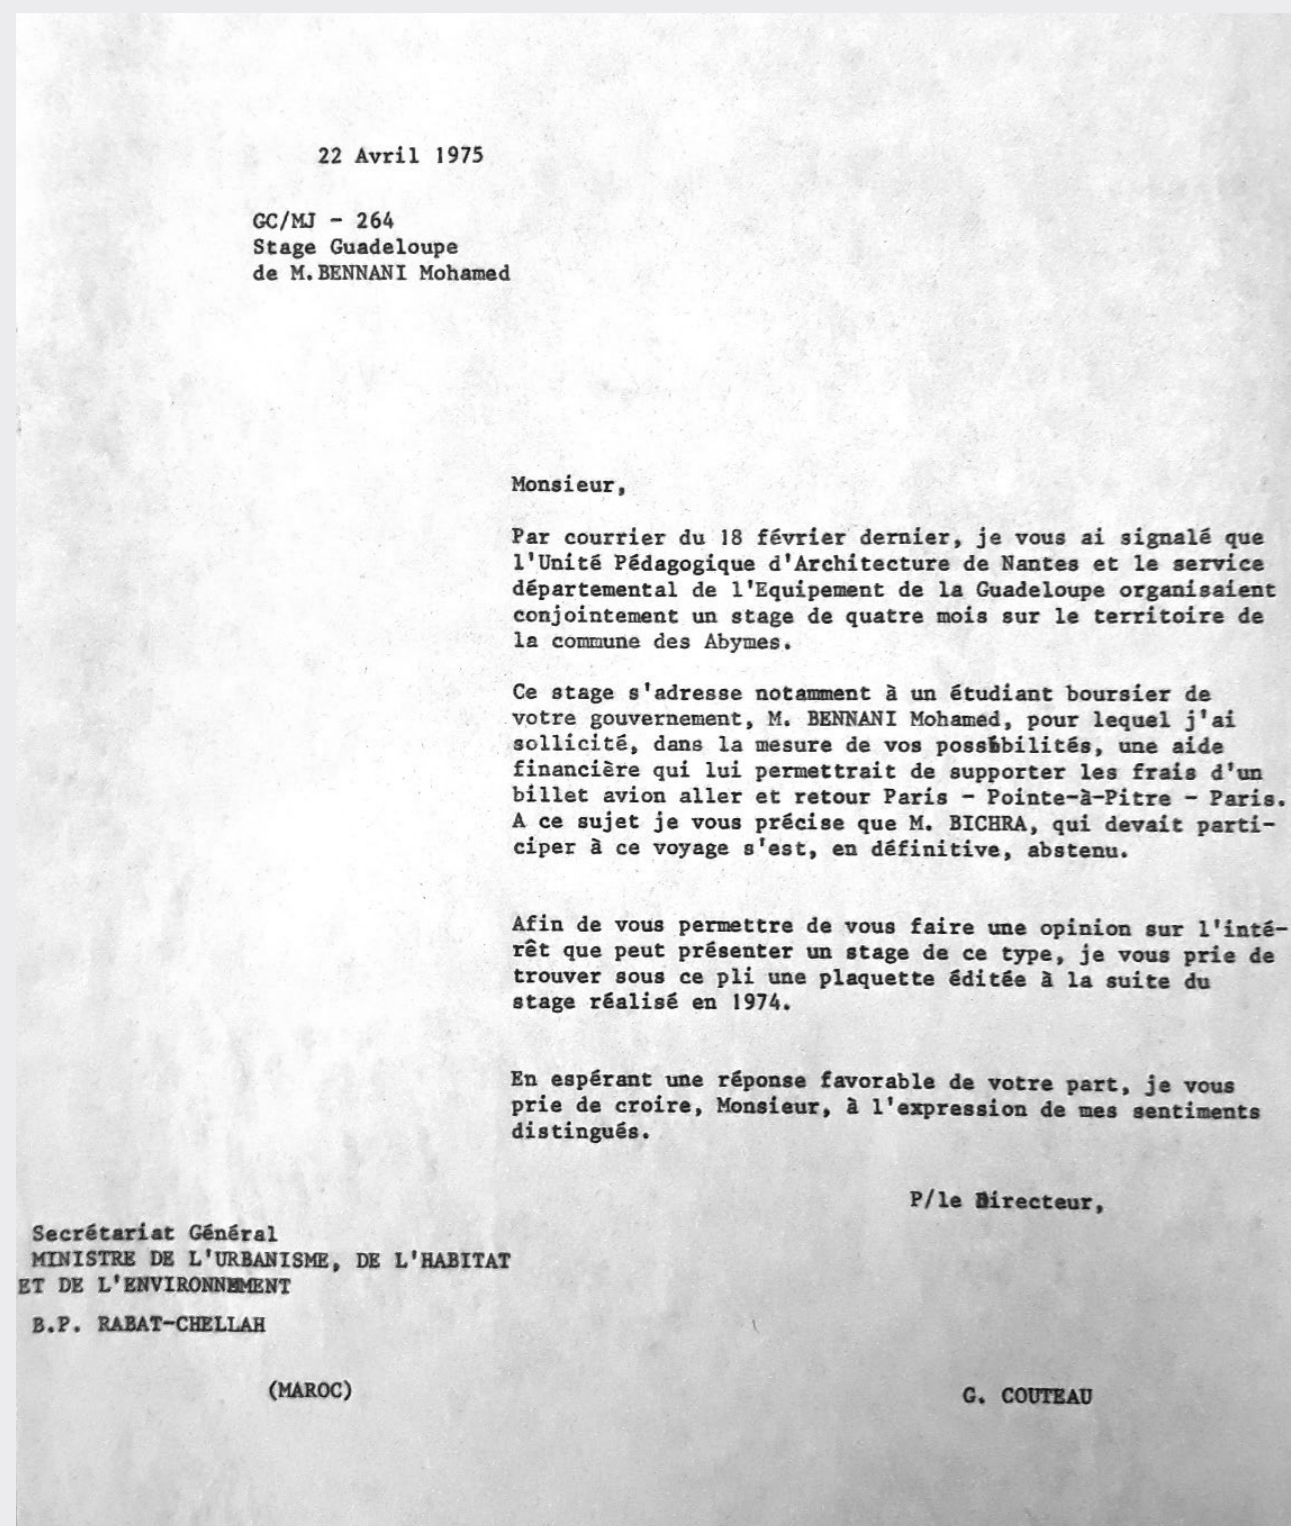 22 Avril 1975
GC/MJ - 264
Stage Guadeloupe
de M.BENNANI Mohamed
Monsieur,
Par courrier du 18 février dernier, je vous ai signalé que
l'Unité Pédagogique d'Architecture de Nantes et le service
départemental de l'Equipement de la Guadeloupe organisaient
conjointement un stage de quatre mois sur le territoire de
la commune des Abymes.
Ce stage s'adresse notamment à un étudiant boursier de
votre gouvernement, M. BENNANI Mohamed, pour lequel j'ai
sollicité, dans la mesure de vos possibilités, une aide
financière qui lui permettrait de supporter les frais d'un
billet avion aller et retour Paris - Pointe-à-Pitre - Paris.
A ce sujet je vous précise que M. BICHRA, qui devait parti-
ciper à ce voyage s'est, en définitive, abstenu.
Afin de vous permettre de vous faire une opinion sur l'inté-
rêt que peut présenter un stage de ce type, je vous prie de
trouver sous ce pli une plaquette éditée à la suite du
stage réalisé en 1974.
En espérant une réponse favorable de votre part, je vous
prie de croire, Monsieur, à l'expression de mes sentiments
distingués.
P/le Directeur,
Secrétariat Général
MINISTRE DE L'URBANISME, DE L'HABITAT
ET DE L'ENVIRONNEMENT
B.P. RABAT-CHELLAH
(MAROC)
G. COUTEAU